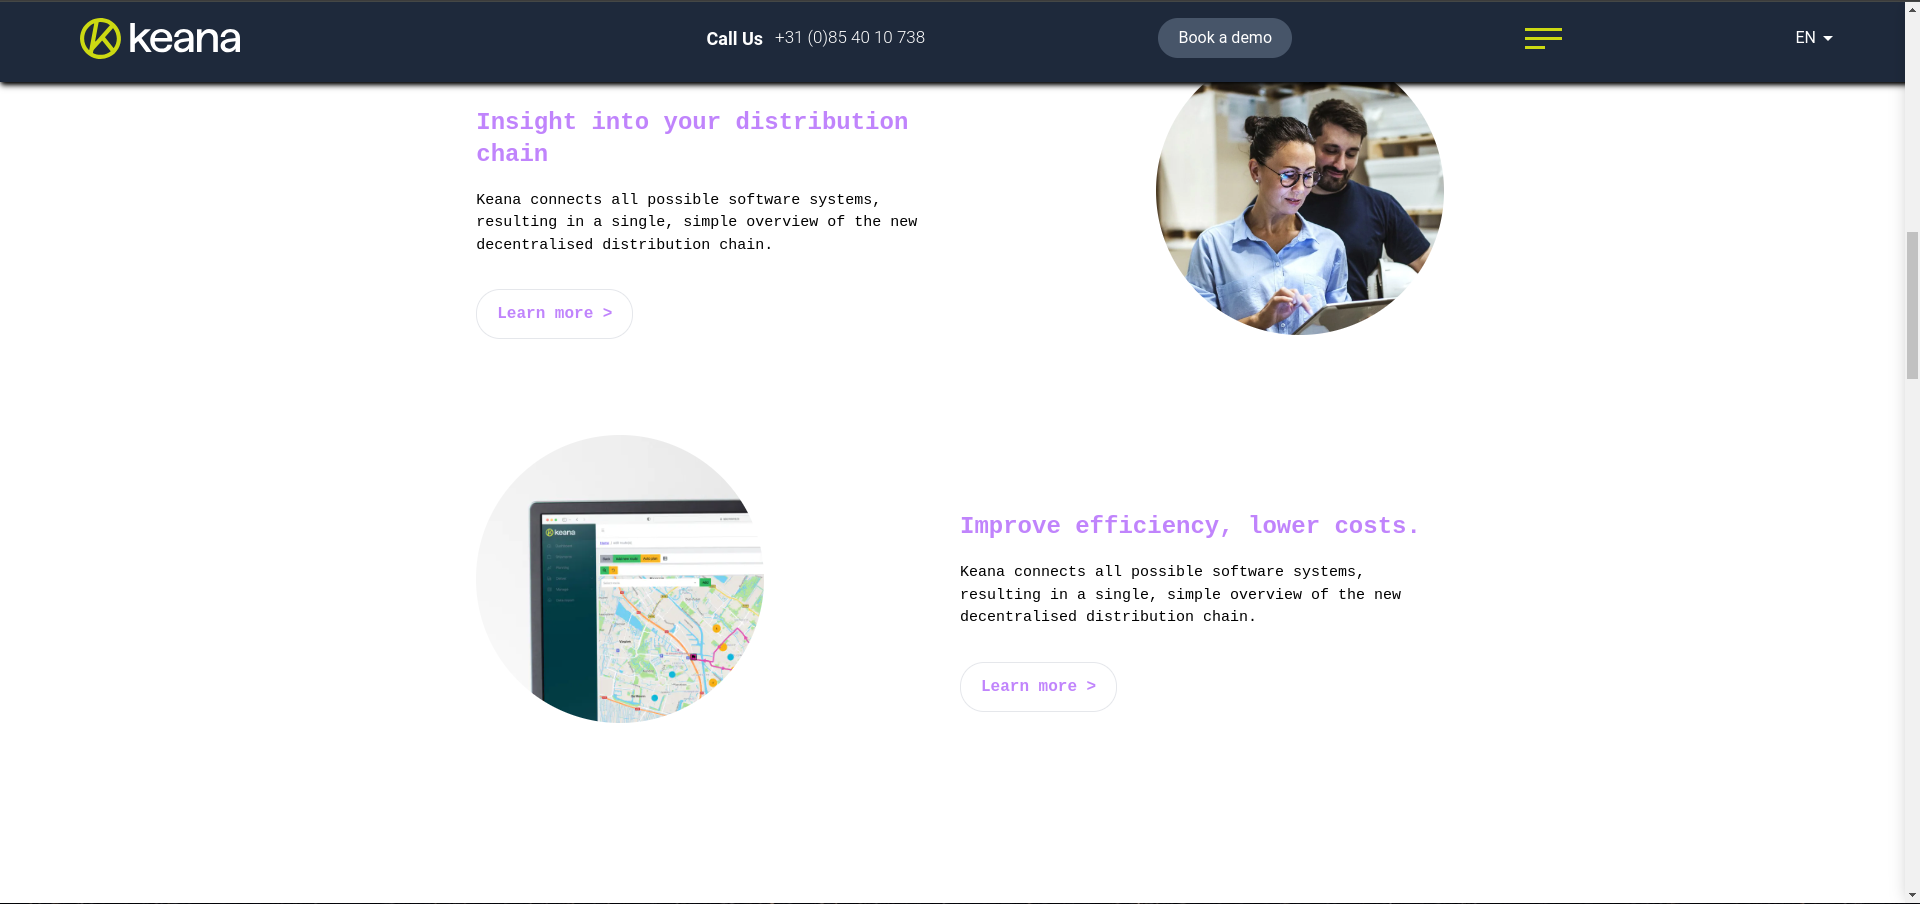 keana
Call Us +31 (0)85 40 10 738
Book a demo
EN
Insight into your distribution
chain
Keana connects all possible software systems,
resulting in a single, simple overview of the new
decentralised distribution chain.
Learn more >
keana
Improve efficiency, lower costs.
Keana connects all possible software systems,
resulting in a single, simple overview of the new
decentralised distribution chain.
Learn more >